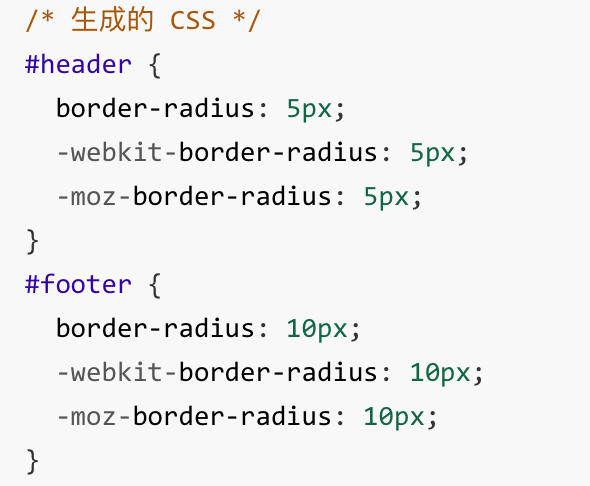 /* 生成的 CSS */
#header {
  border-radius: 5px;
  -webkit-border-radius: 5px;
  -moz-border-radius: 5px;
}
#footer {
  border-radius: 10px;
  -webkit-border-radius: 10px;
  -moz-border-radius: 10px;
}